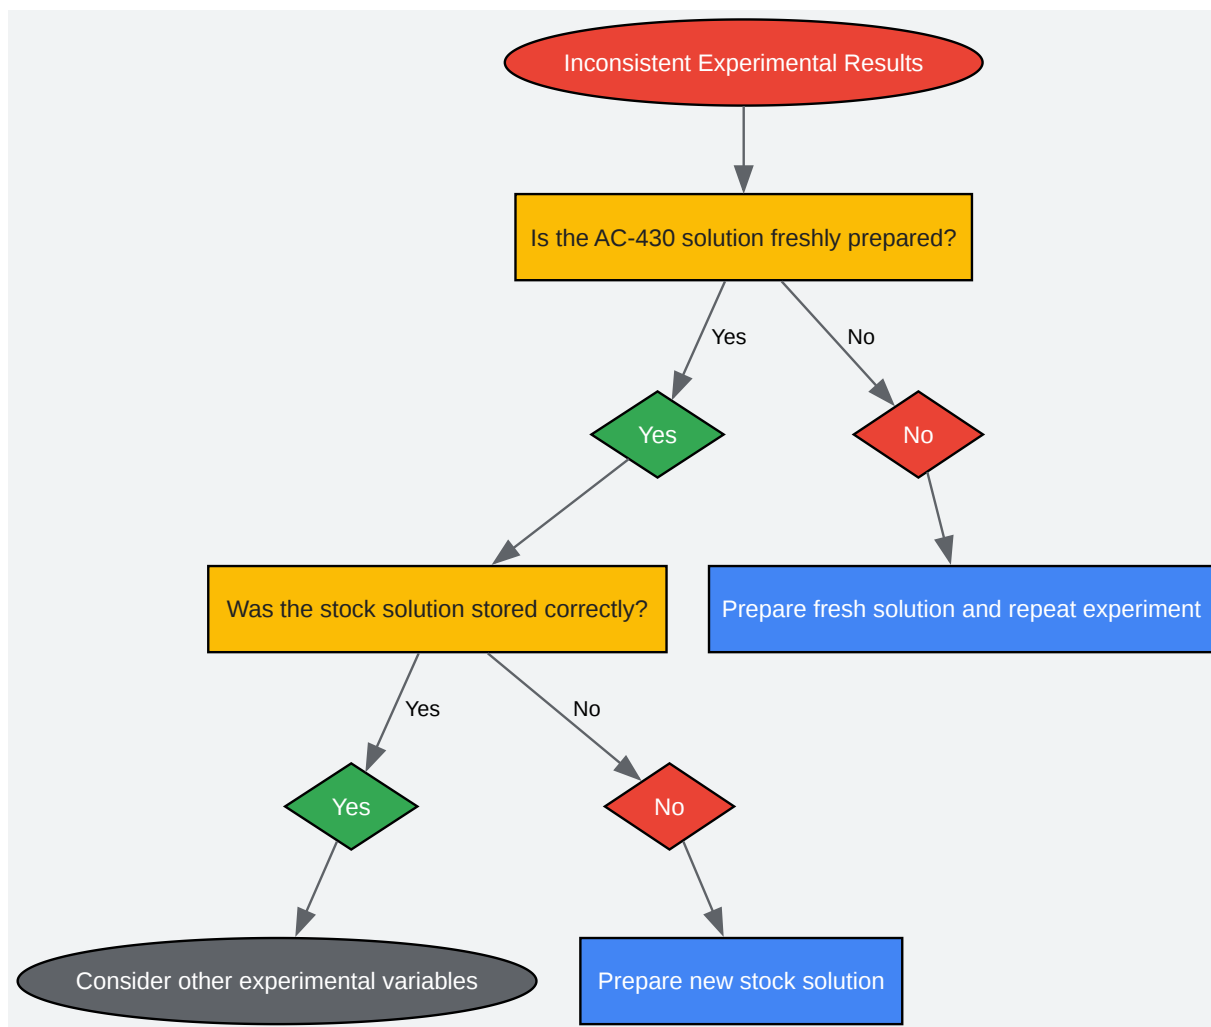 Inconsistent Experimental Results
Is the AC-430 solution freshly prepared?
Yes
No
Yes
No
Was the stock solution stored correctly?
Prepare fresh solution and repeat experiment
Yes
No
Yes
No
Consider other experimental variables
Prepare new stock solution